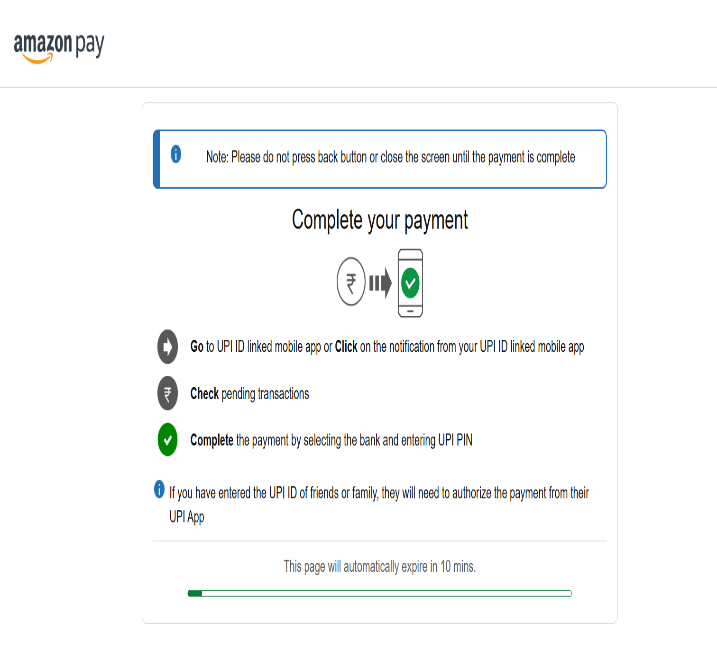 amazon pay
Note: Please do not press back button or close the screen until the payment is complete
Complete your payment
₹
Go to UPI ID linked mobile app or Click on the notification from your UPI ID linked mobile app
₹
Check pending transactions
Complete the payment by selecting the bank and entering UPI PIN
If you have entered the UPI ID of friends or family, they will need to authorize the payment from their
UPI App
This page will automatically expire in 10 mins.